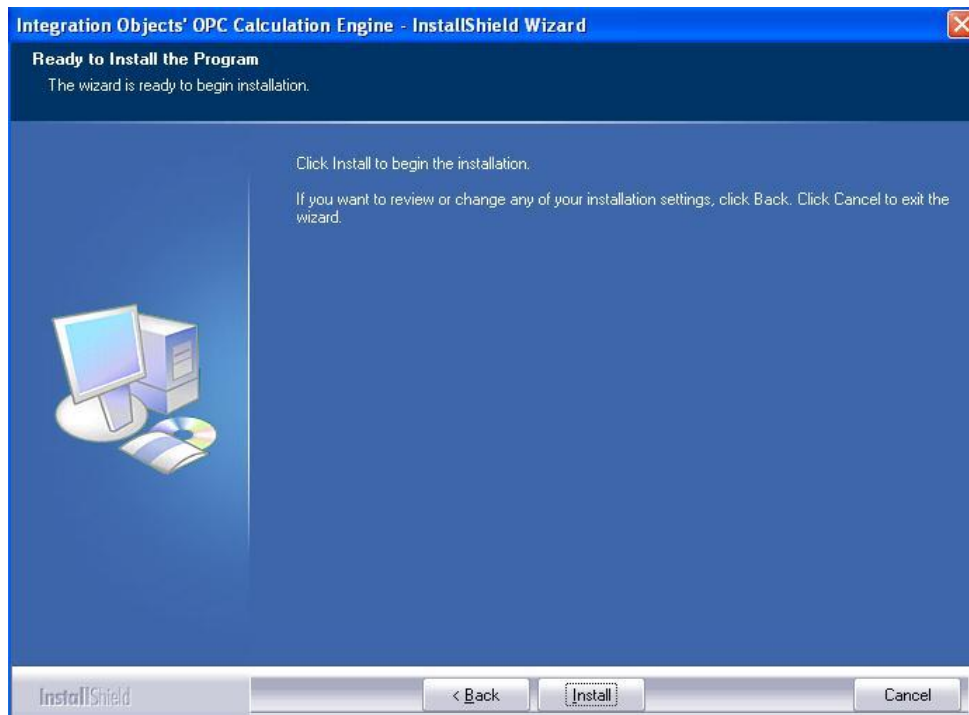 Integration Objects' OPC Calculation Engine - InstallShield Wizard
Ready to Install the Program
The wizard is ready to begin installation.
Click Install to begin the installation.
If you want to review or change any of your installation settings, click Back. Click Cancel to exit the
wizard.
InstallShield
< Back
Install
Cancel